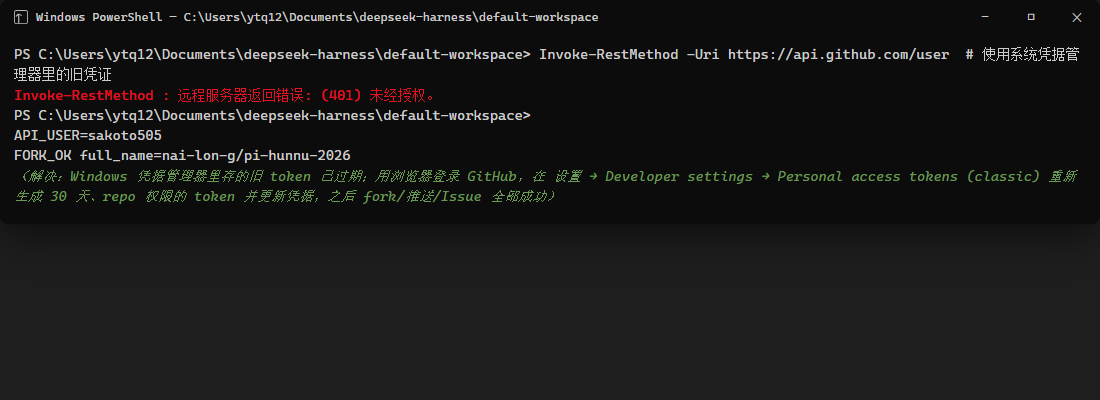 Windows PowerShell — C:\Users\ytq12\Documents\deepseek-harness\default-workspace
PS C:\Users\ytq12\Documents\deepseek-harness\default-workspace> Invoke-RestMethod -Uri https://api.github.com/user  # 使用系统凭据管
理器里的旧凭证
Invoke-RestMethod : 远程服务器返回错误: (401) 未经授权。
PS C:\Users\ytq12\Documents\deepseek-harness\default-workspace>
API_USER=sakoto505
FORK_OK full_name=nai-lon-g/pi-hunnu-2026
（解决：Windows 凭据管理器里存的旧 token 已过期；用浏览器登录 GitHub，在 设置 → Developer settings → Personal access tokens (classic) 重新
生成 30 天、repo 权限的 token 并更新凭据，之后 fork/推送/Issue 全部成功）